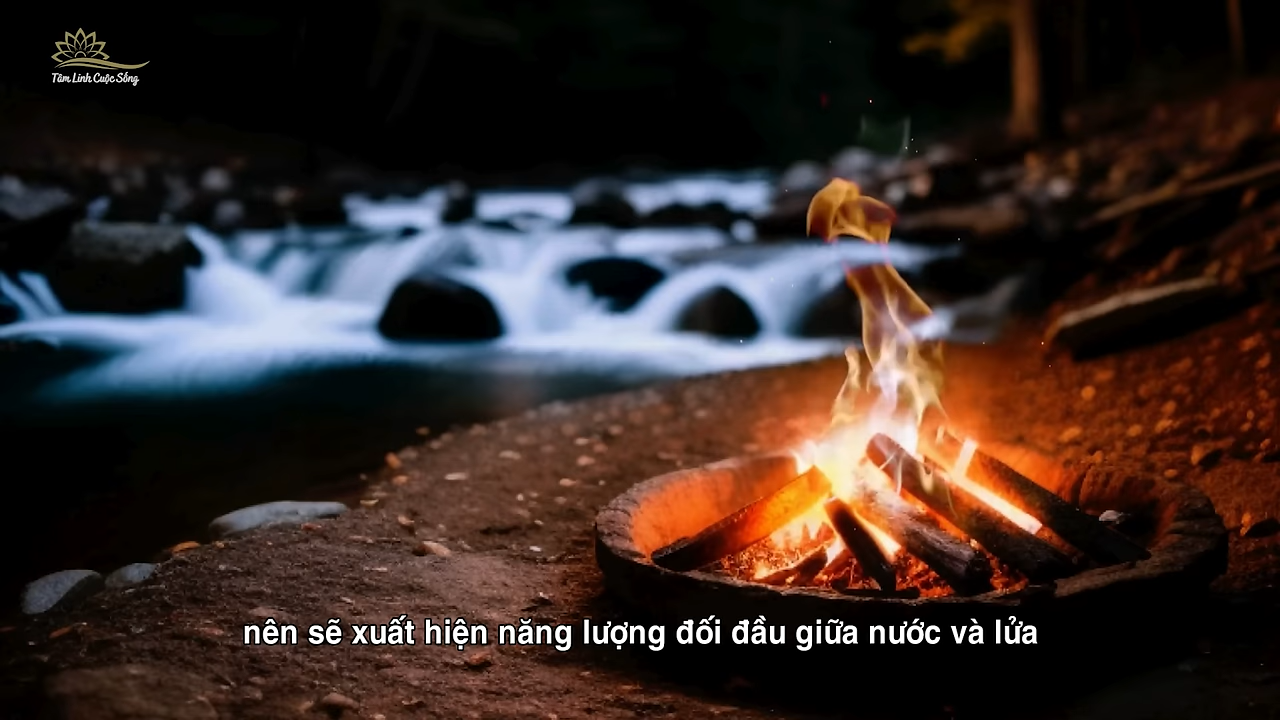 Tâm Linh Cuộc Sống
nên sẽ xuất hiện năng lượng đối đầu giữa nước và lửa